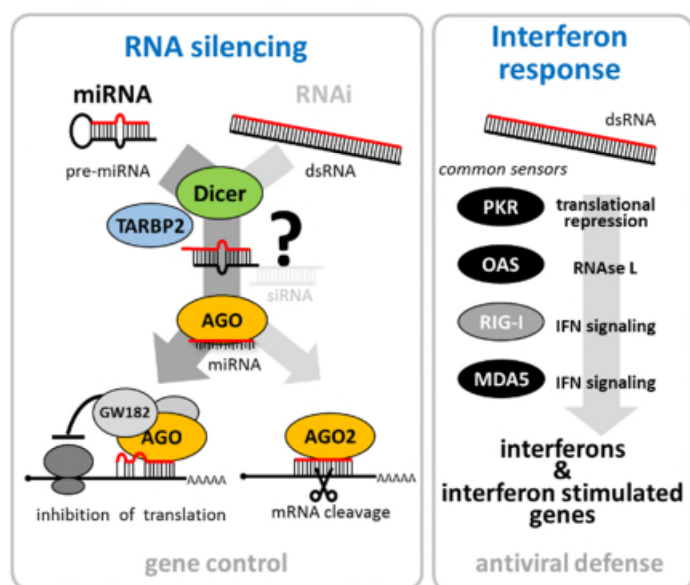 RNA silencing
miRNA
RNAi
pre-miRNA
dsRNA
Dicer
TARBP2
?
siRNA
AGO
miRNA
GW182
AGO
AGO2
AAAAA
AAAAA
inhibition of translation
mRNA cleavage
gene control
Interferon
response
dsRNA
common sensors
PKR
translational
repression
OAS
RNAse L
RIG-I
IFN signaling
MDA5
IFN signaling
interferons
&
interferon stimulated
genes
antiviral defense